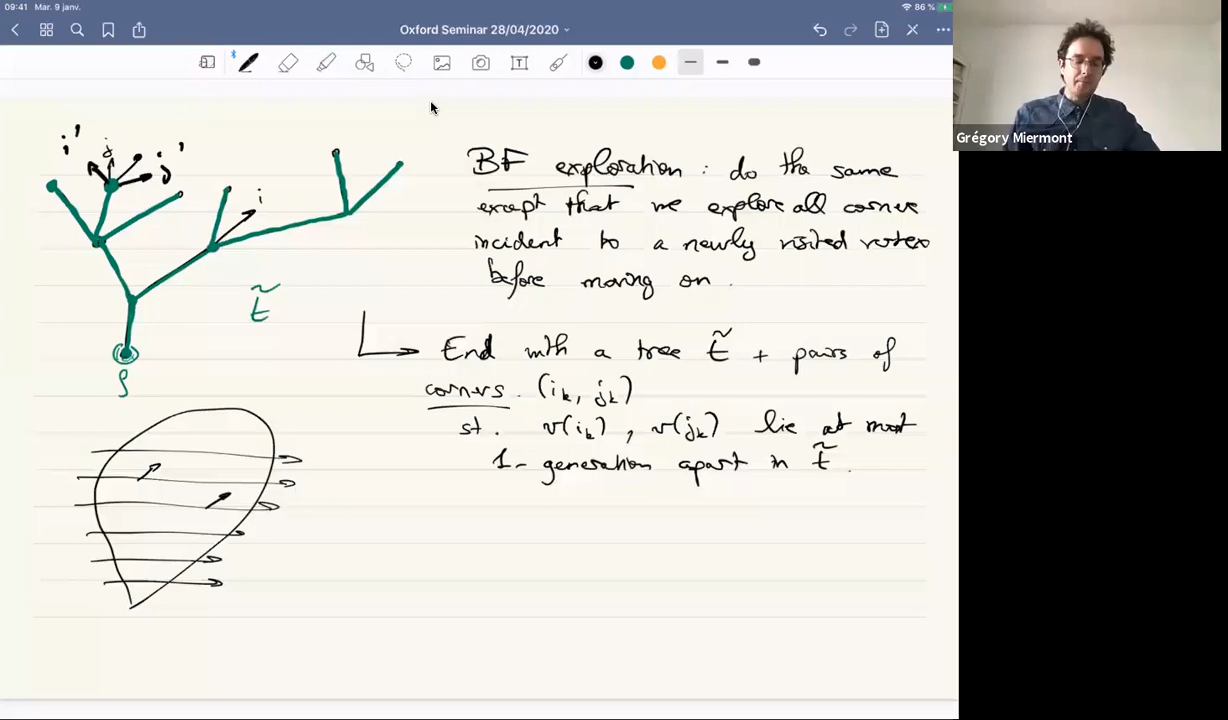 09:41 Mar. 9 janv.
86 %
Oxford Seminar 28/04/2020
Grégory Miermont
i' j j'
i
t̃
ρ
BF exploration : do the same
except that we explore all corners
incident to a newly visited vertex
before moving on.
End with a tree t̃ + pairs of
corners. (iₖ, jₖ)
st. v(iₖ), v(jₖ) lie at most
1- generation apart in t̃.